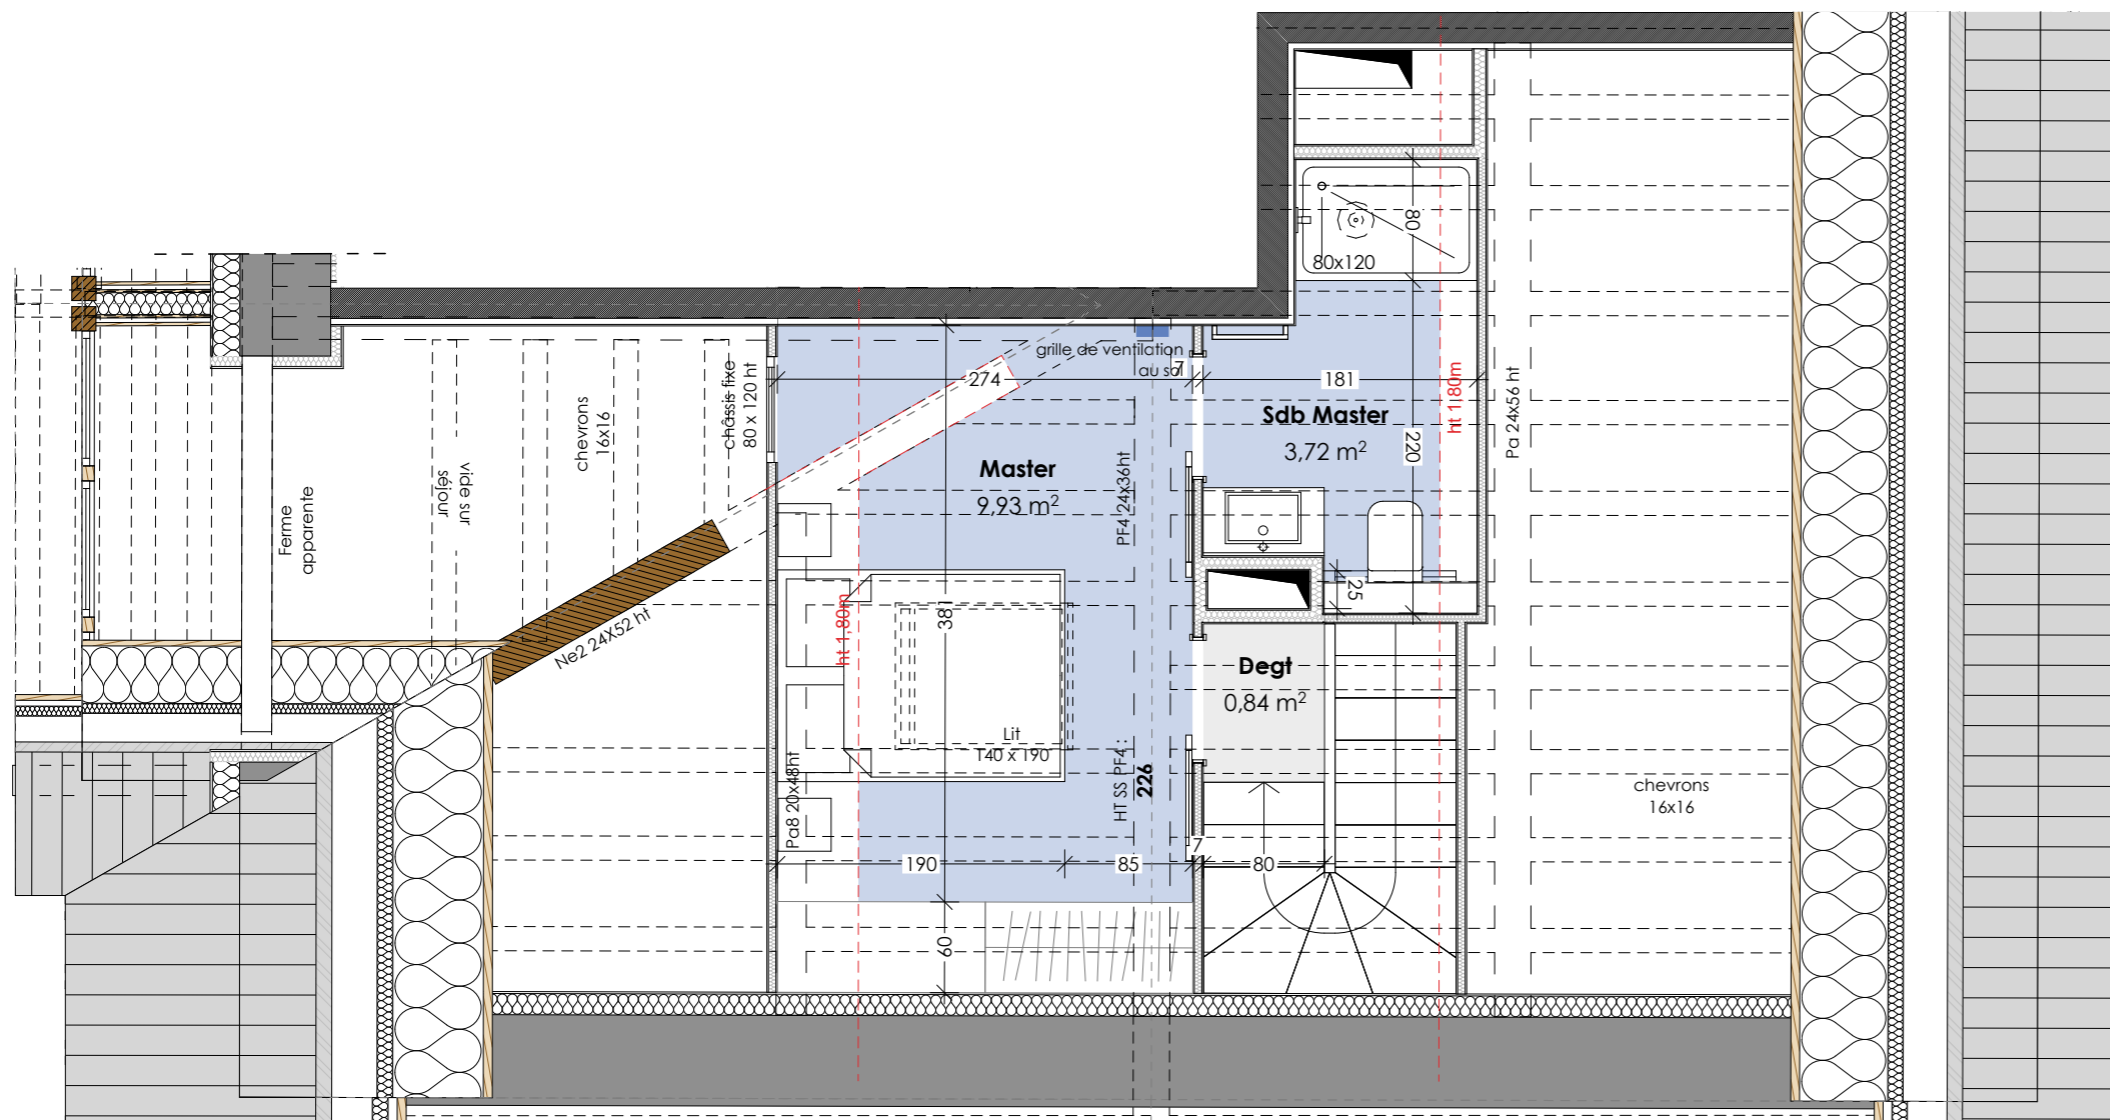 80
80x120
grille de ventilation
au sol
7
274
181
châssis fixe
80 x 120 ht
chevrons
16x16
vide sur
séjour
Ferme
apparente
Master
9,93 m²
Sdb Master
3,72 m²
220
ht 1,80m
Pa 24x56 ht
PF4 24x36ht
Ne2 24X52 ht
ht 1,80m
381
25
Degt
0,84 m²
Lit
140 x 190
Pa8 20x48ht
HT SS PF4 :
226
chevrons
16x16
190
85
7
80
60